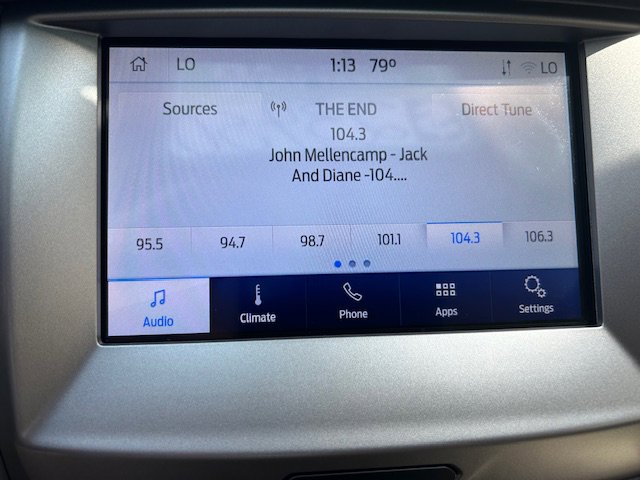 LO 1:13 79° LO
Sources THE END Direct Tune
104.3
John Mellencamp - Jack
And Diane -104....
95.5 94.7 98.7 101.1 104.3 106.3
Audio Climate Phone Apps Settings